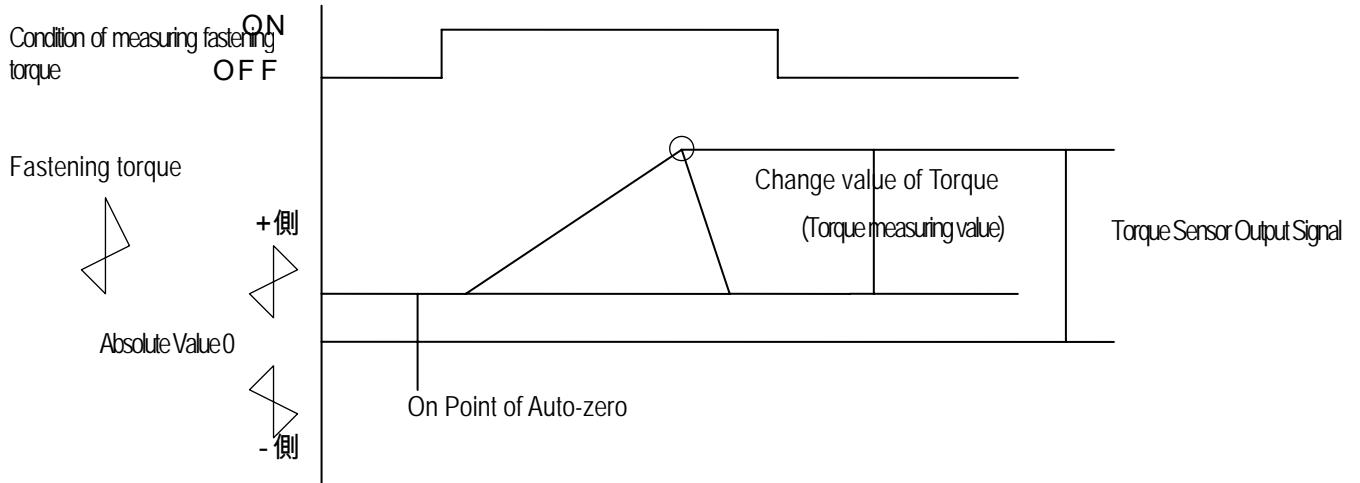 Condition of measuring fastening
torque
ON
OFF
Fastening torque
+側
Change value of Torque
(Torque measuring value)
Torque Sensor Output Signal
Absolute Value 0
On Point of Auto-zero
-側